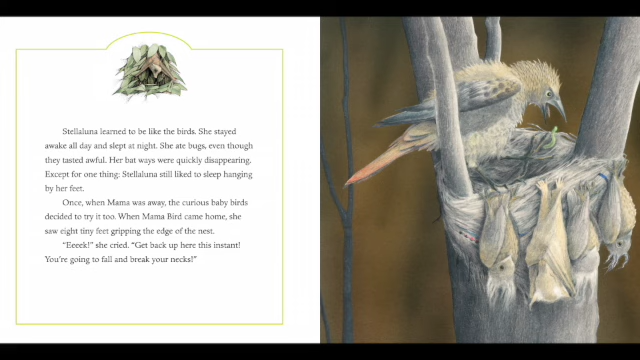 Stellaluna learned to be like the birds. She stayed
awake all day and slept at night. She ate bugs, even though
they tasted awful. Her bat ways were quickly disappearing.
Except for one thing: Stellaluna still liked to sleep hanging
by her feet.
Once, when Mama was away, the curious baby birds
decided to try it too. When Mama Bird came home, she
saw eight tiny feet gripping the edge of the nest.
“Eeeek!” she cried. “Get back up here this instant!
You’re going to fall and break your necks!”